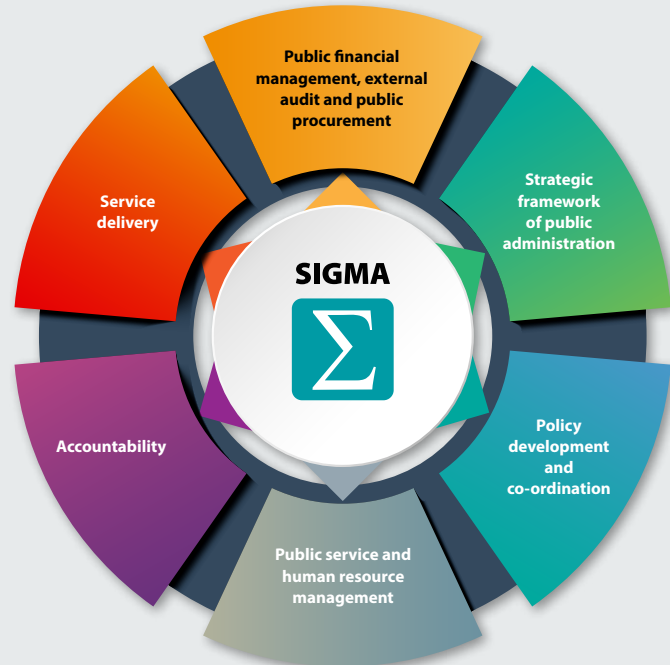 Public financial
management, external
audit and public
procurement
Strategic
framework
of public
administration
Policy
development
and
co-ordination
Public service and
human resource
management
Accountability
Service
delivery
SIGMA
Σ